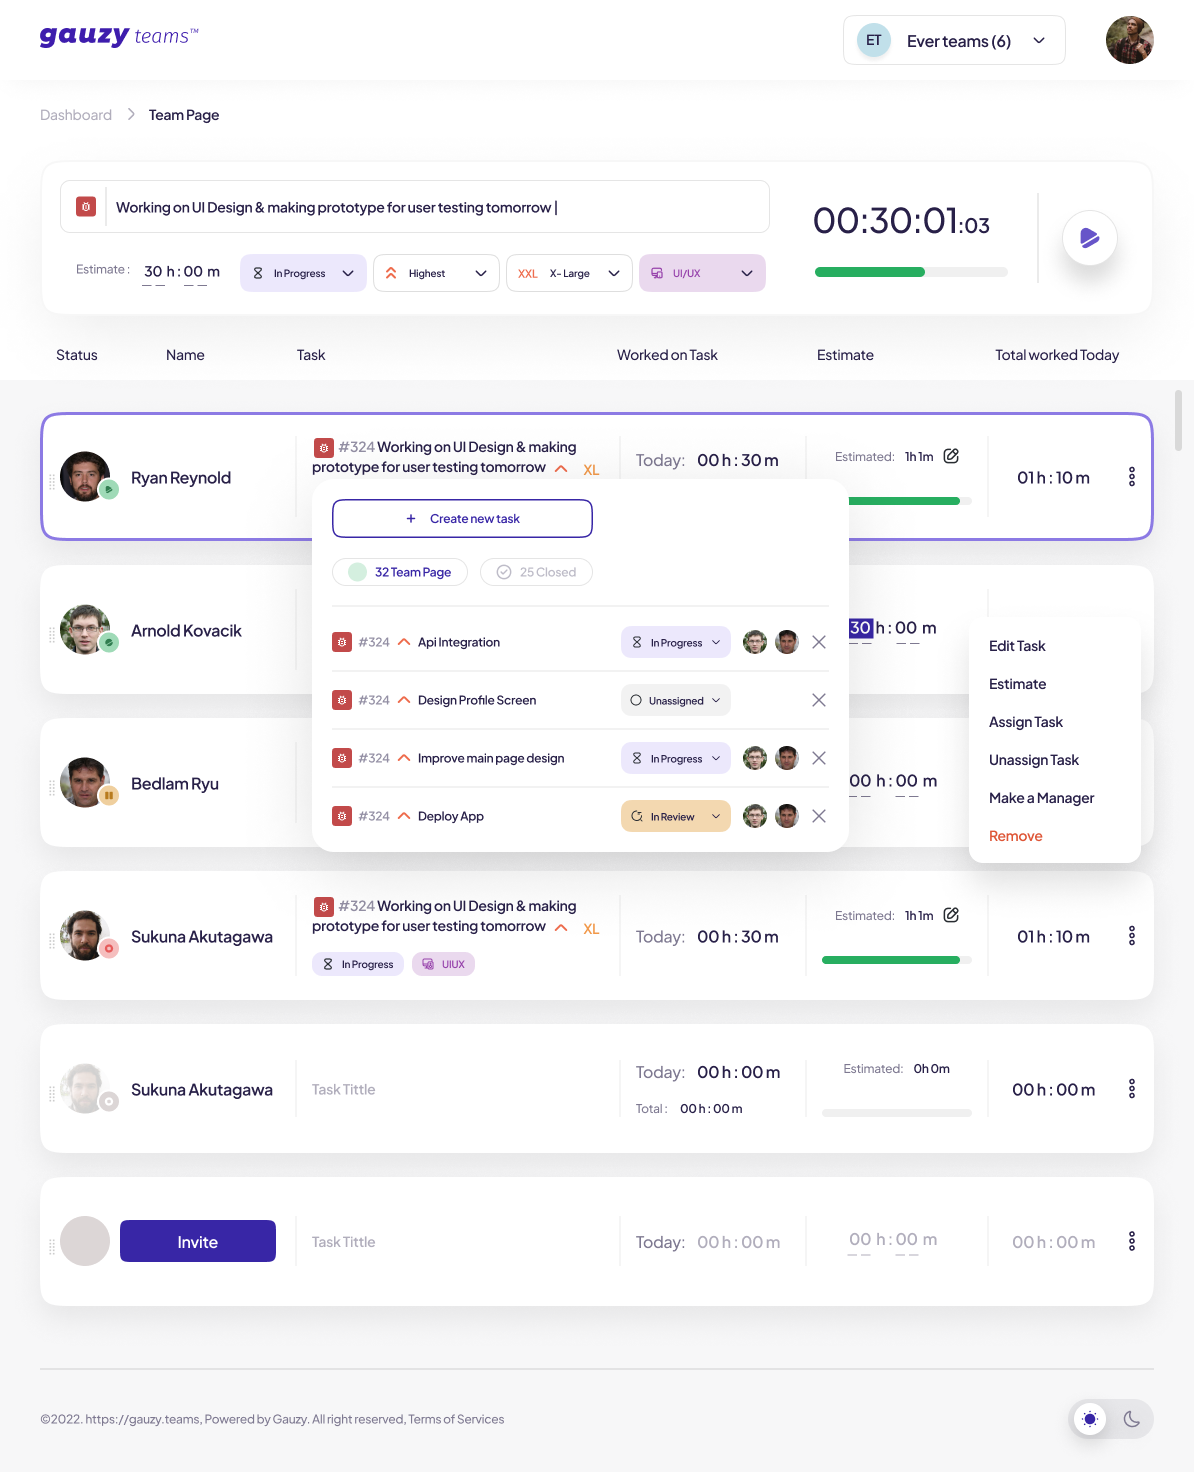 gauzy teams™
ET Ever teams (6)
Dashboard Team Page
Working on UI Design & making prototype for user testing tomorrow |
00:30:01:03
Estimate : 30 h : 00 m In Progress Highest XXL X- Large UI/UX
Status Name Task Worked on Task Estimate Total worked Today
Ryan Reynold
#324 Working on UI Design & making
prototype for user testing tomorrow XL
Today: 00 h : 30 m
Estimated: 1h 1m
01 h : 10 m
+ Create new task
32 Team Page 25 Closed
#324 Api Integration In Progress
#324 Design Profile Screen Unassigned
#324 Improve main page design In Progress
#324 Deploy App In Review
Arnold Kovacik
30 h : 00 m
Edit Task
Estimate
Assign Task
Unassign Task
Make a Manager
Remove
Bedlam Ryu
00 h : 00 m
Sukuna Akutagawa
#324 Working on UI Design & making
prototype for user testing tomorrow XL
In Progress UIUX
Today: 00 h : 30 m
Estimated: 1h 1m
01 h : 10 m
Sukuna Akutagawa
Task Tittle
Today: 00 h : 00 m
Total : 00 h : 00 m
Estimated: 0h 0m
00 h : 00 m
Invite
Task Tittle
Today: 00 h : 00 m
00 h : 00 m
00 h : 00 m
©2022. https://gauzy.teams, Powered by Gauzy. All right reserved, Terms of Services